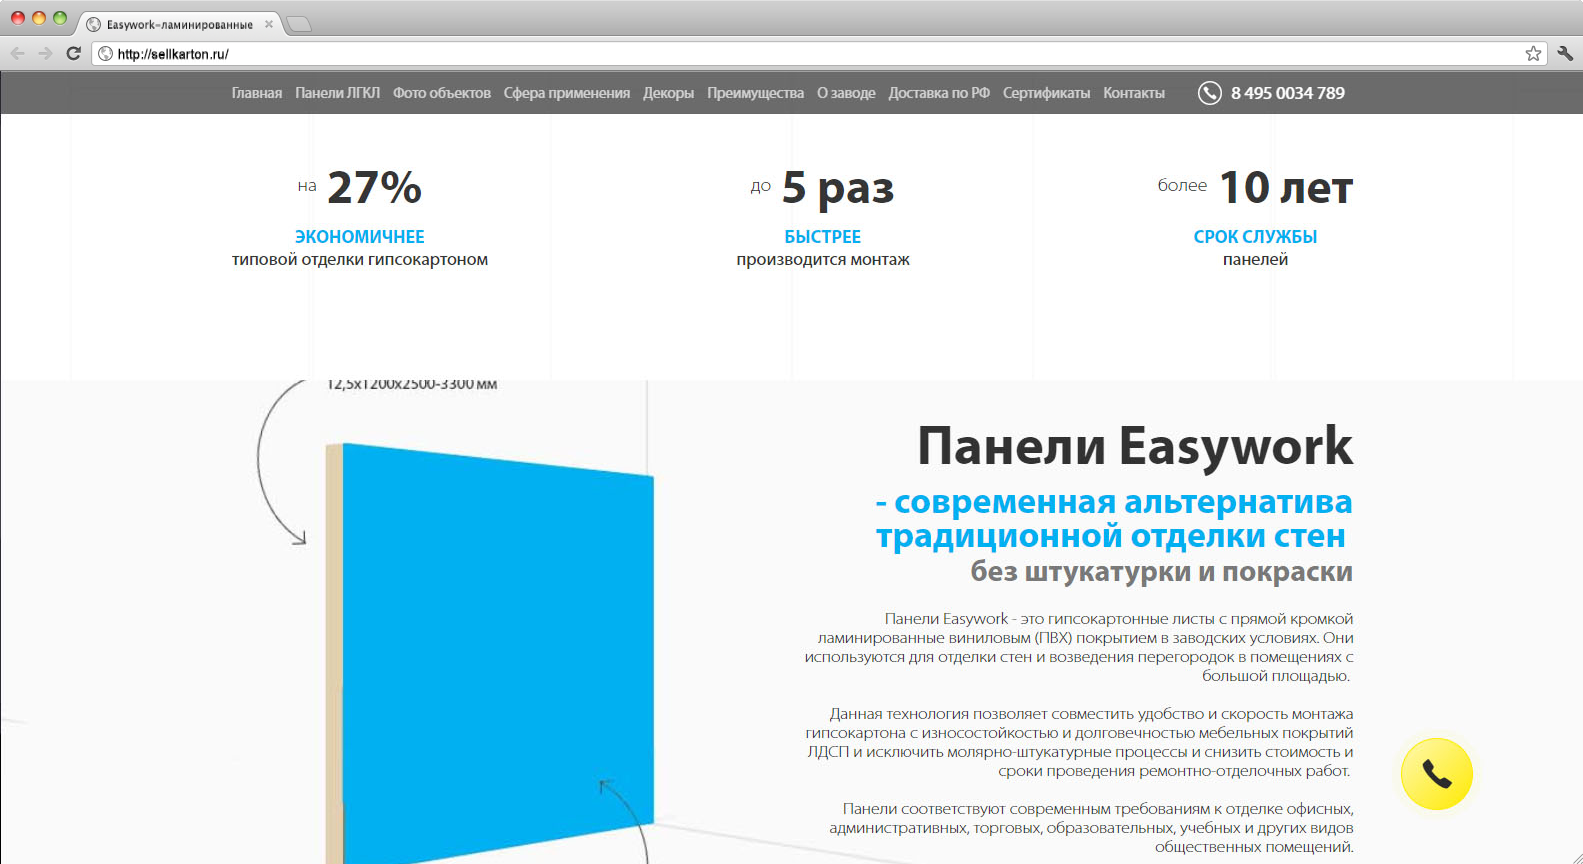 Easywork-ламинированные
http://sellkarton.ru/
Главная Панели ЛГКЛ Фото объектов Сфера применения Декоры Преимущества О заводе Доставка по РФ Сертификаты Контакты 8 495 0034 789
на 27%
ЭКОНОМИЧНЕЕ
типовой отделки гипсокартоном
до 5 раз
БЫСТРЕЕ
производится монтаж
более 10 лет
СРОК СЛУЖБЫ
панелей
12,5х1200х2500-3300 мм
Панели Easywork
- современная альтернатива
традиционной отделки стен
без штукатурки и покраски
Панели Easywork - это гипсокартонные листы с прямой кромкой
ламинированные виниловым (ПВХ) покрытием в заводских условиях. Они
используются для отделки стен и возведения перегородок в помещениях с
большой площадью.
Данная технология позволяет совместить удобство и скорость монтажа
гипсокартона с износостойкостью и долговечностью мебельных покрытий
ЛДСП и исключить молярно-штукатурные процессы и снизить стоимость и
сроки проведения ремонтно-отделочных работ.
Панели соответствуют современным требованиям к отделке офисных,
административных, торговых, образовательных, учебных и других видов
общественных помещений.